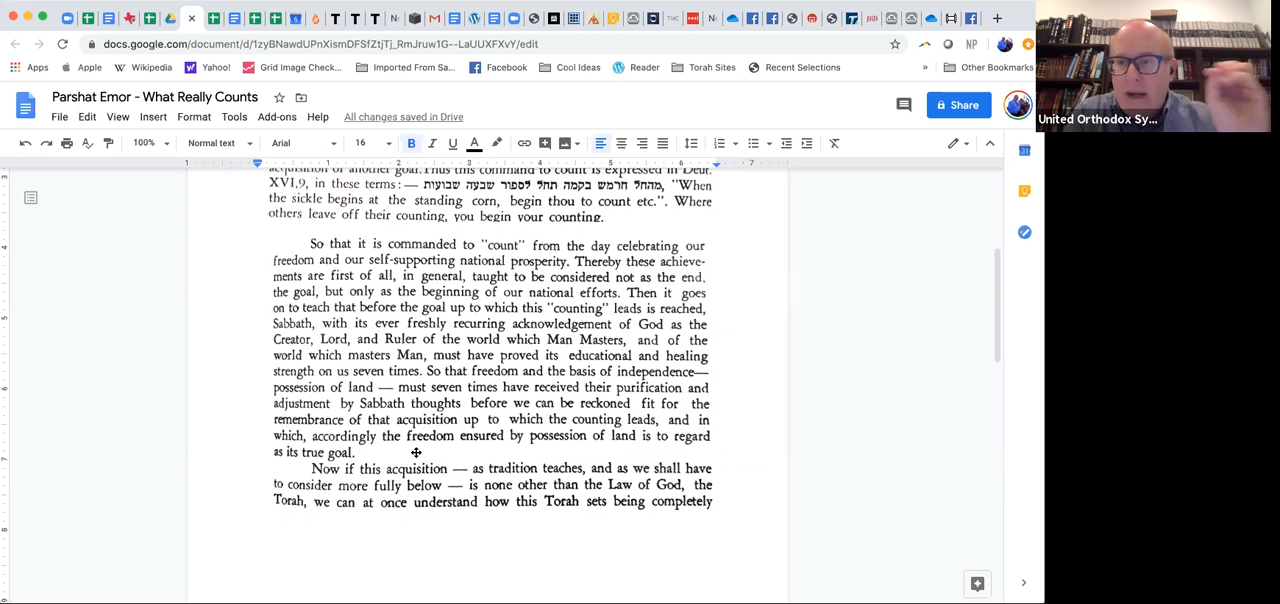 docs.google.com/document/d/1zyBNawdUPnXismDFSfZtjTj_RmJruw1G--LaUUXFXvY/edit
NP
Apps Apple Wikipedia Yahoo! Grid Image Check... Imported From Sa... Facebook Cool Ideas Reader Torah Sites Recent Selections » Other Bookmarks
United Orthodox Sy...
Parshat Emor - What Really Counts
File Edit View Insert Format Tools Add-ons Help All changes saved in Drive
Share
100% Normal text Arial 16 B I U A
1 1 2 3 4 5 6 7
acquisition of another goal. Thus this command to count is expressed in Deut.
XVI,9, in these terms: — מהחל חרמש בקמה תחל לספור שבעה שבועות, "When
the sickle begins at the standing corn, begin thou to count etc.". Where
others leave off their counting, you begin your counting.
So that it is commanded to "count" from the day celebrating our
freedom and our self-supporting national prosperity. Thereby these achieve-
ments are first of all, in general, taught to be considered not as the end,
the goal, but only as the beginning of our national efforts. Then it goes
on to teach that before the goal up to which this "counting" leads is reached,
Sabbath, with its ever freshly recurring acknowledgement of God as the
Creator, Lord, and Ruler of the world which Man Masters, and of the
world which masters Man, must have proved its educational and healing
strength on us seven times. So that freedom and the basis of independence—
possession of land — must seven times have received their purification and
adjustment by Sabbath thoughts before we can be reckoned fit for the
remembrance of that acquisition up to which the counting leads, and in
which, accordingly the freedom ensured by possession of land is to regard
as its true goal.
Now if this acquisition — as tradition teaches, and as we shall have
to consider more fully below — is none other than the Law of God, the
Torah, we can at once understand how this Torah sets being completely